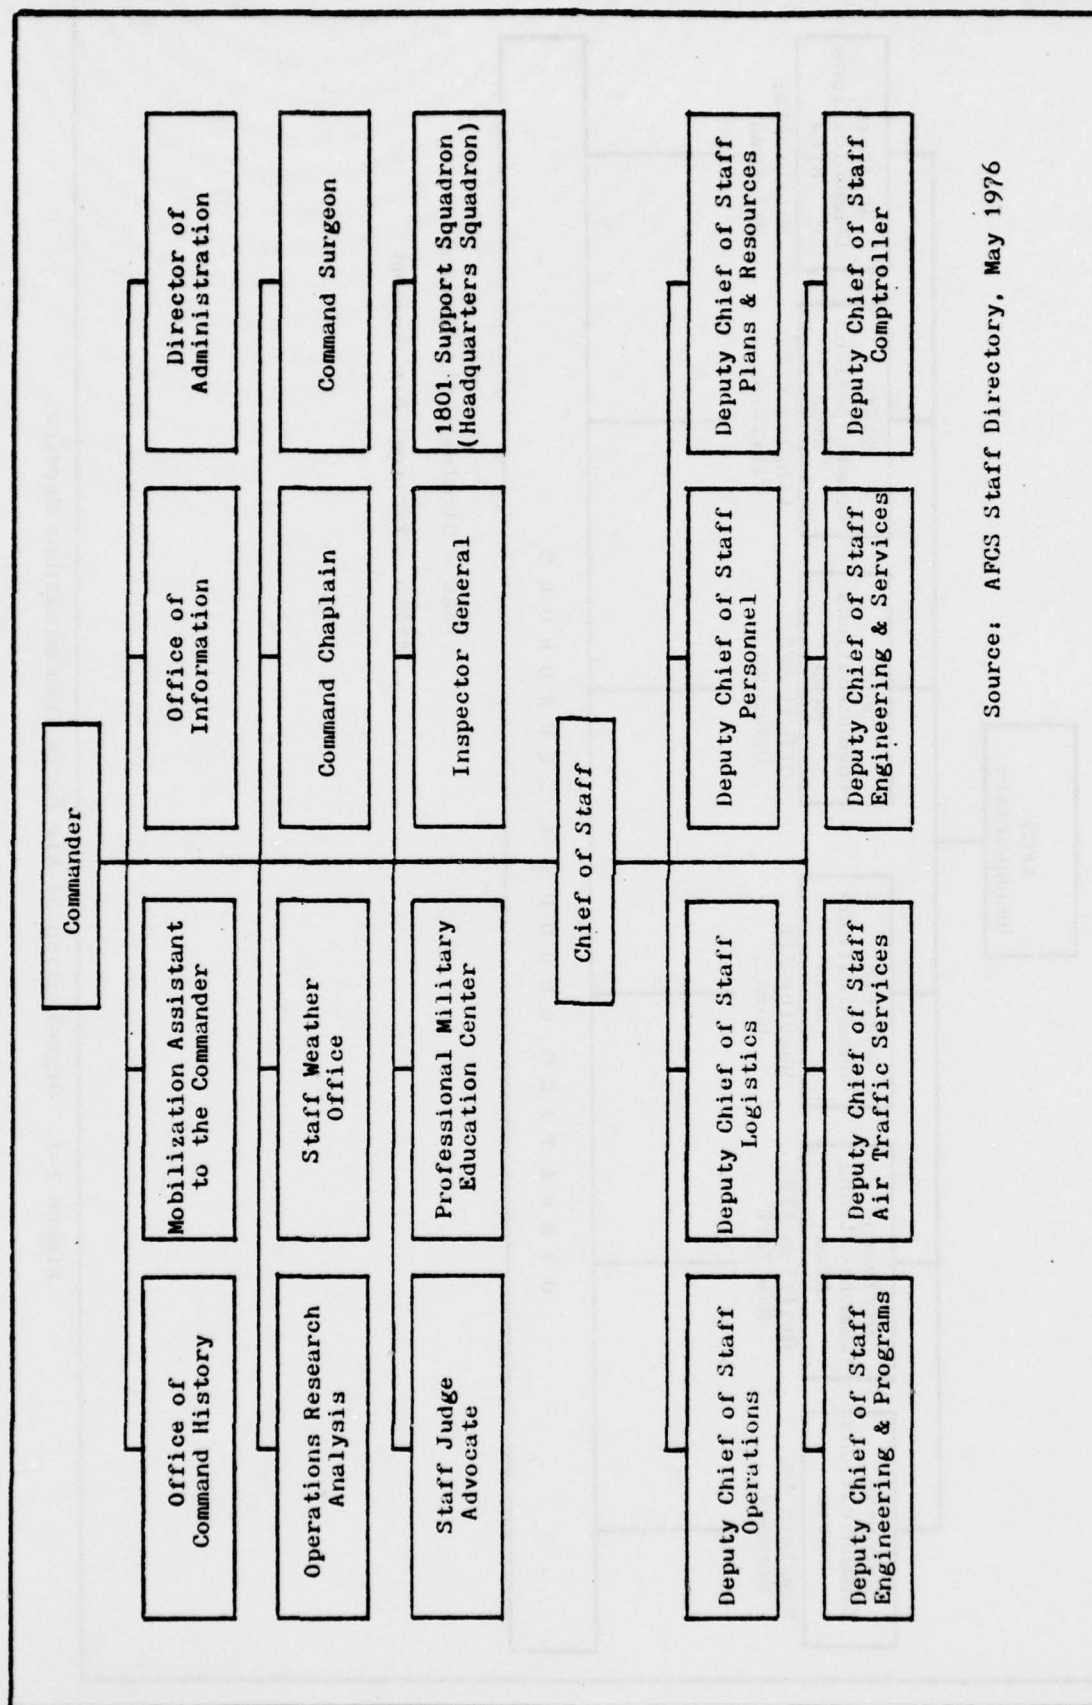 Commander
Office of
Command History
Mobilization Assistant
to the Commander
Office of
Information
Director of
Administration
Operations Research
Analysis
Staff Weather
Office
Command Chaplain
Command Surgeon
Staff Judge
Advocate
Professional Military
Education Center
Inspector General
1801 Support Squadron
(Headquarters Squadron)
Chief of Staff
Deputy Chief of Staff
Operations
Deputy Chief of Staff
Logistics
Deputy Chief of Staff
Personnel
Deputy Chief of Staff
Plans & Resources
Deputy Chief of Staff
Engineering & Programs
Deputy Chief of Staff
Air Traffic Services
Deputy Chief of Staff
Engineering & Services
Deputy Chief of Staff
Comptroller
Source: AFCS Staff Directory, May 1976